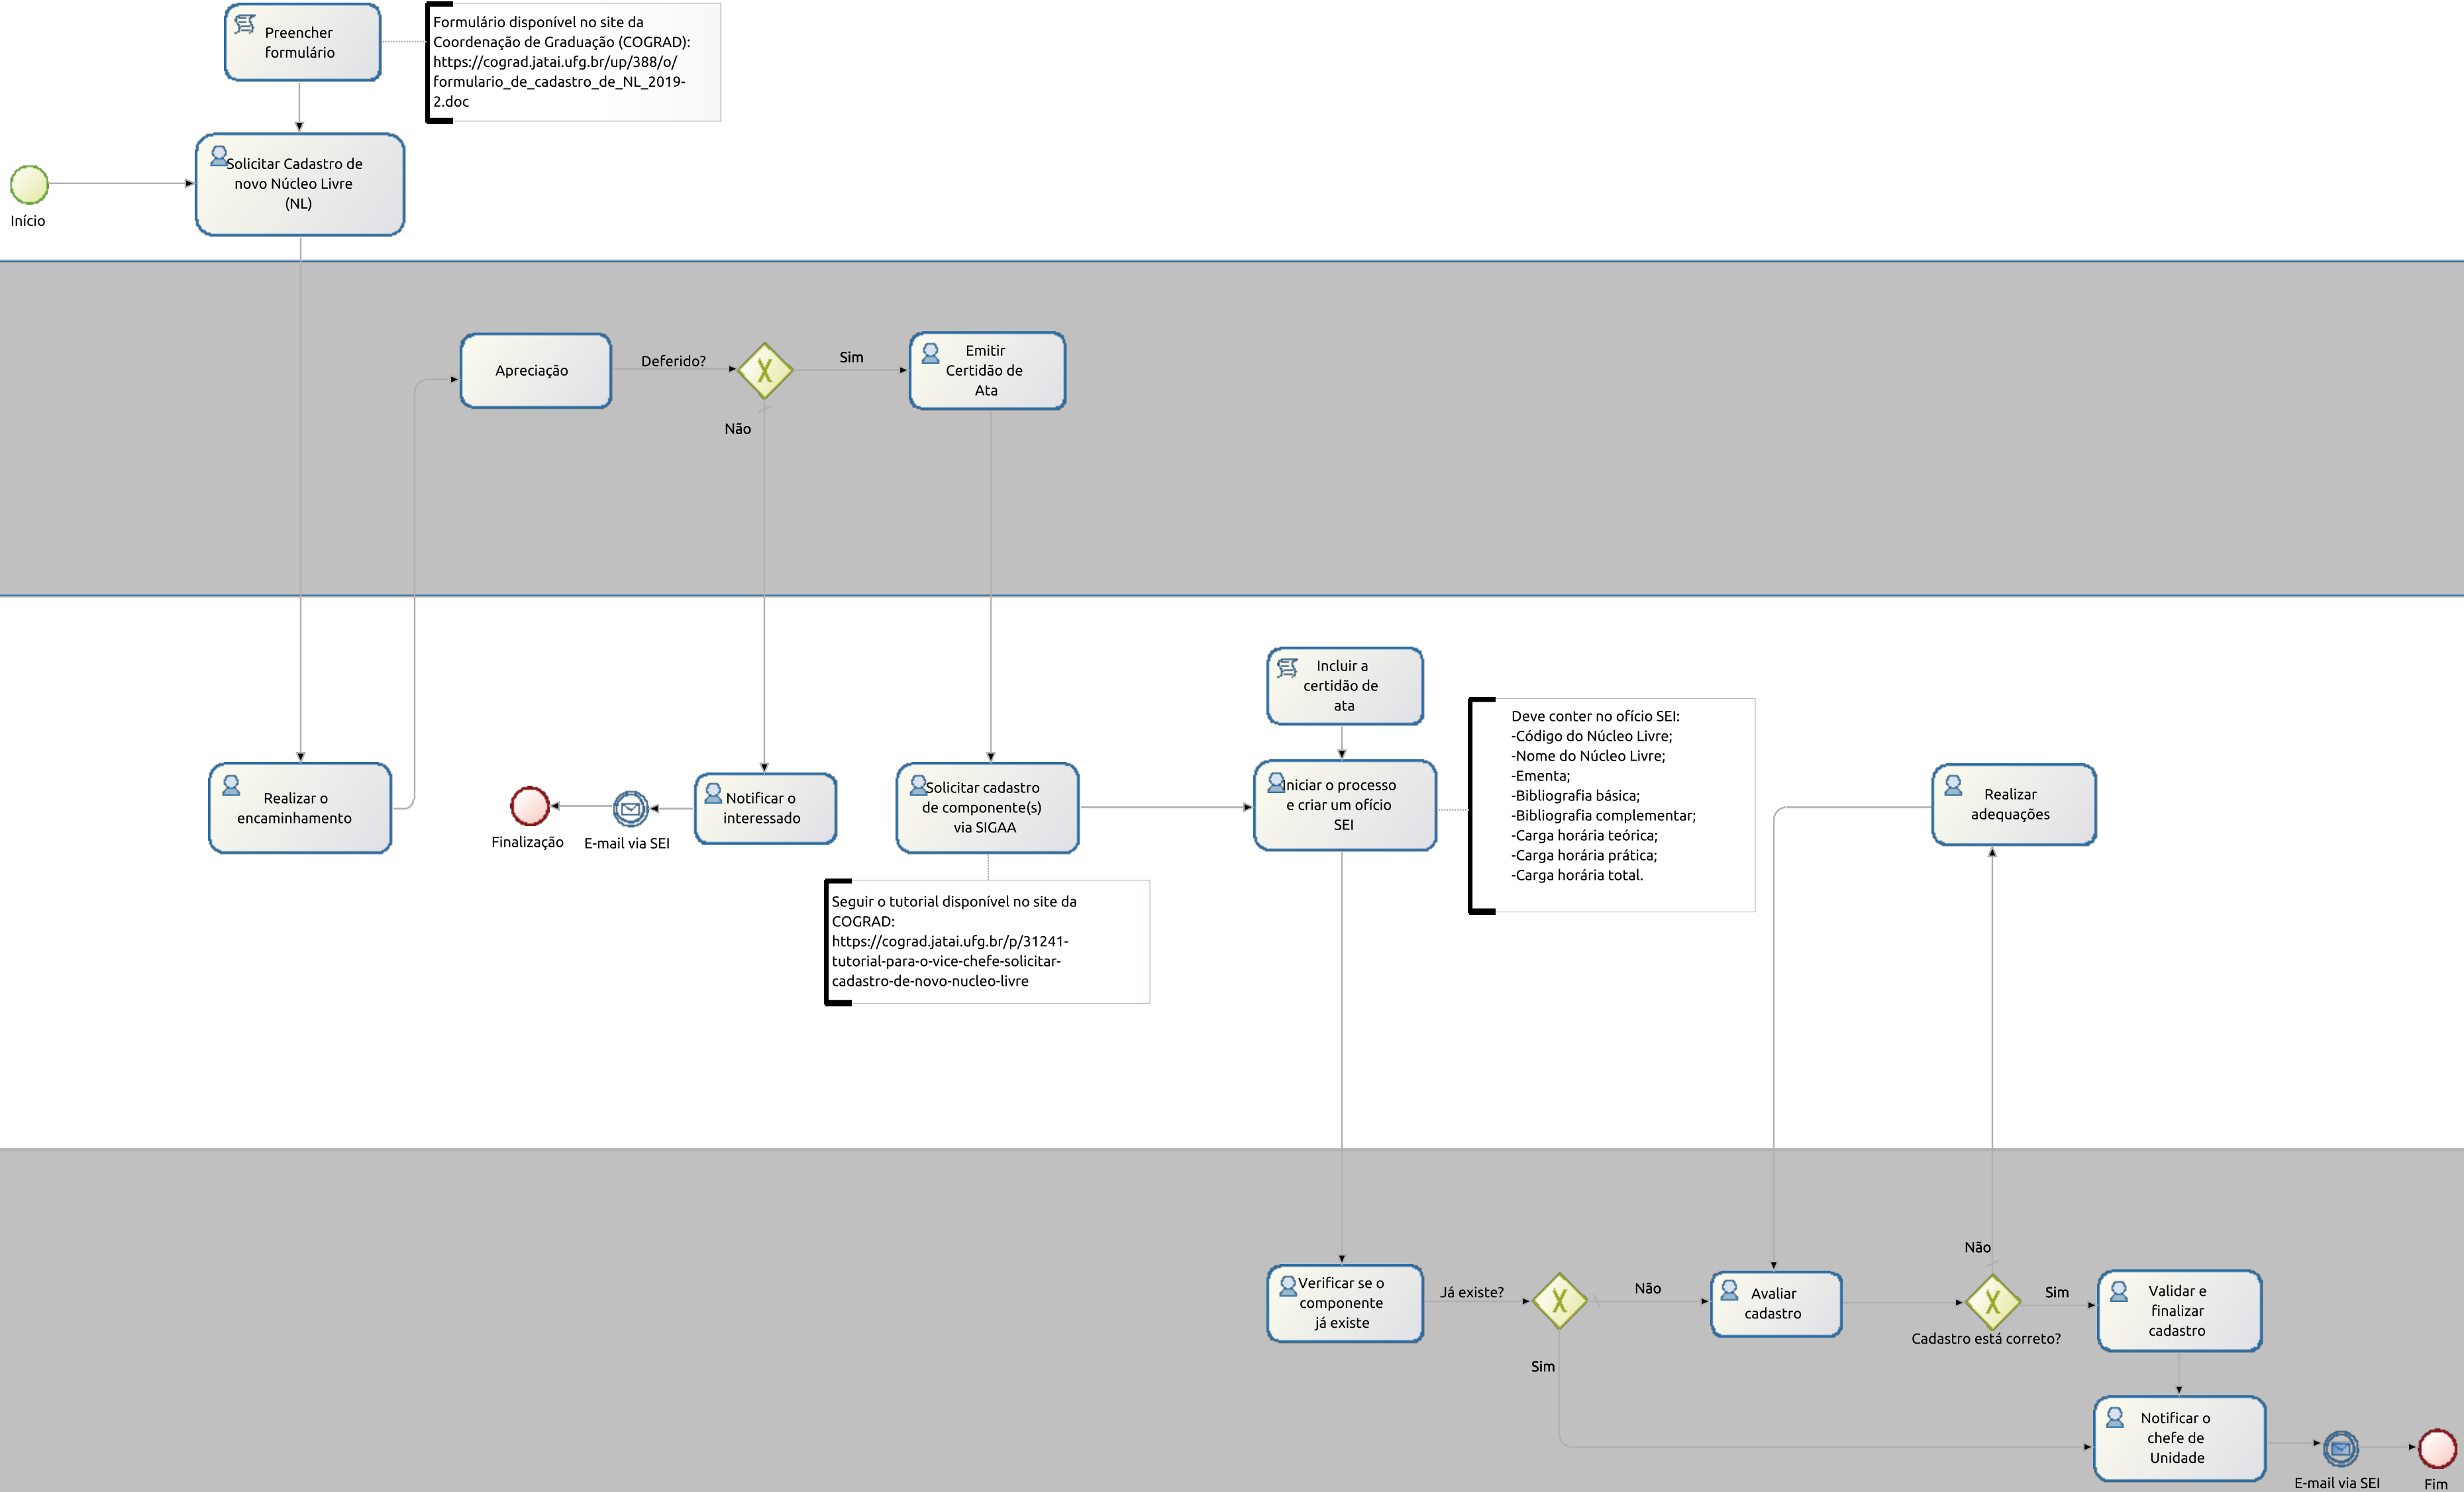 Preencher
formulário
Formulário disponível no site da
Coordenação de Graduação (COGRAD):
https://cograd.jatai.ufg.br/up/388/o/
formulario_de_cadastro_de_NL_2019-
2.doc
Solicitar Cadastro de
novo Núcleo Livre
(NL)
Início
Apreciação
Deferido?
Sim
Não
Emitir
Certidão de
Ata
Incluir a
certidão de
ata
Realizar o
encaminhamento
Finalização
E-mail via SEI
Notificar o
interessado
Solicitar cadastro
de componente(s)
via SIGAA
Iniciar o processo
e criar um ofício
SEI
Deve conter no ofício SEI:
-Código do Núcleo Livre;
-Nome do Núcleo Livre;
-Ementa;
-Bibliografia básica;
-Bibliografia complementar;
-Carga horária teórica;
-Carga horária prática;
-Carga horária total.
Realizar
adequações
Seguir o tutorial disponível no site da
COGRAD:
https://cograd.jatai.ufg.br/p/31241-
tutorial-para-o-vice-chefe-solicitar-
cadastro-de-novo-nucleo-livre
Verificar se o
componente
já existe
Já existe?
Não
Sim
Avaliar
cadastro
Não
Sim
Cadastro está correto?
Validar e
finalizar
cadastro
Notificar o
chefe de
Unidade
E-mail via SEI
Fim